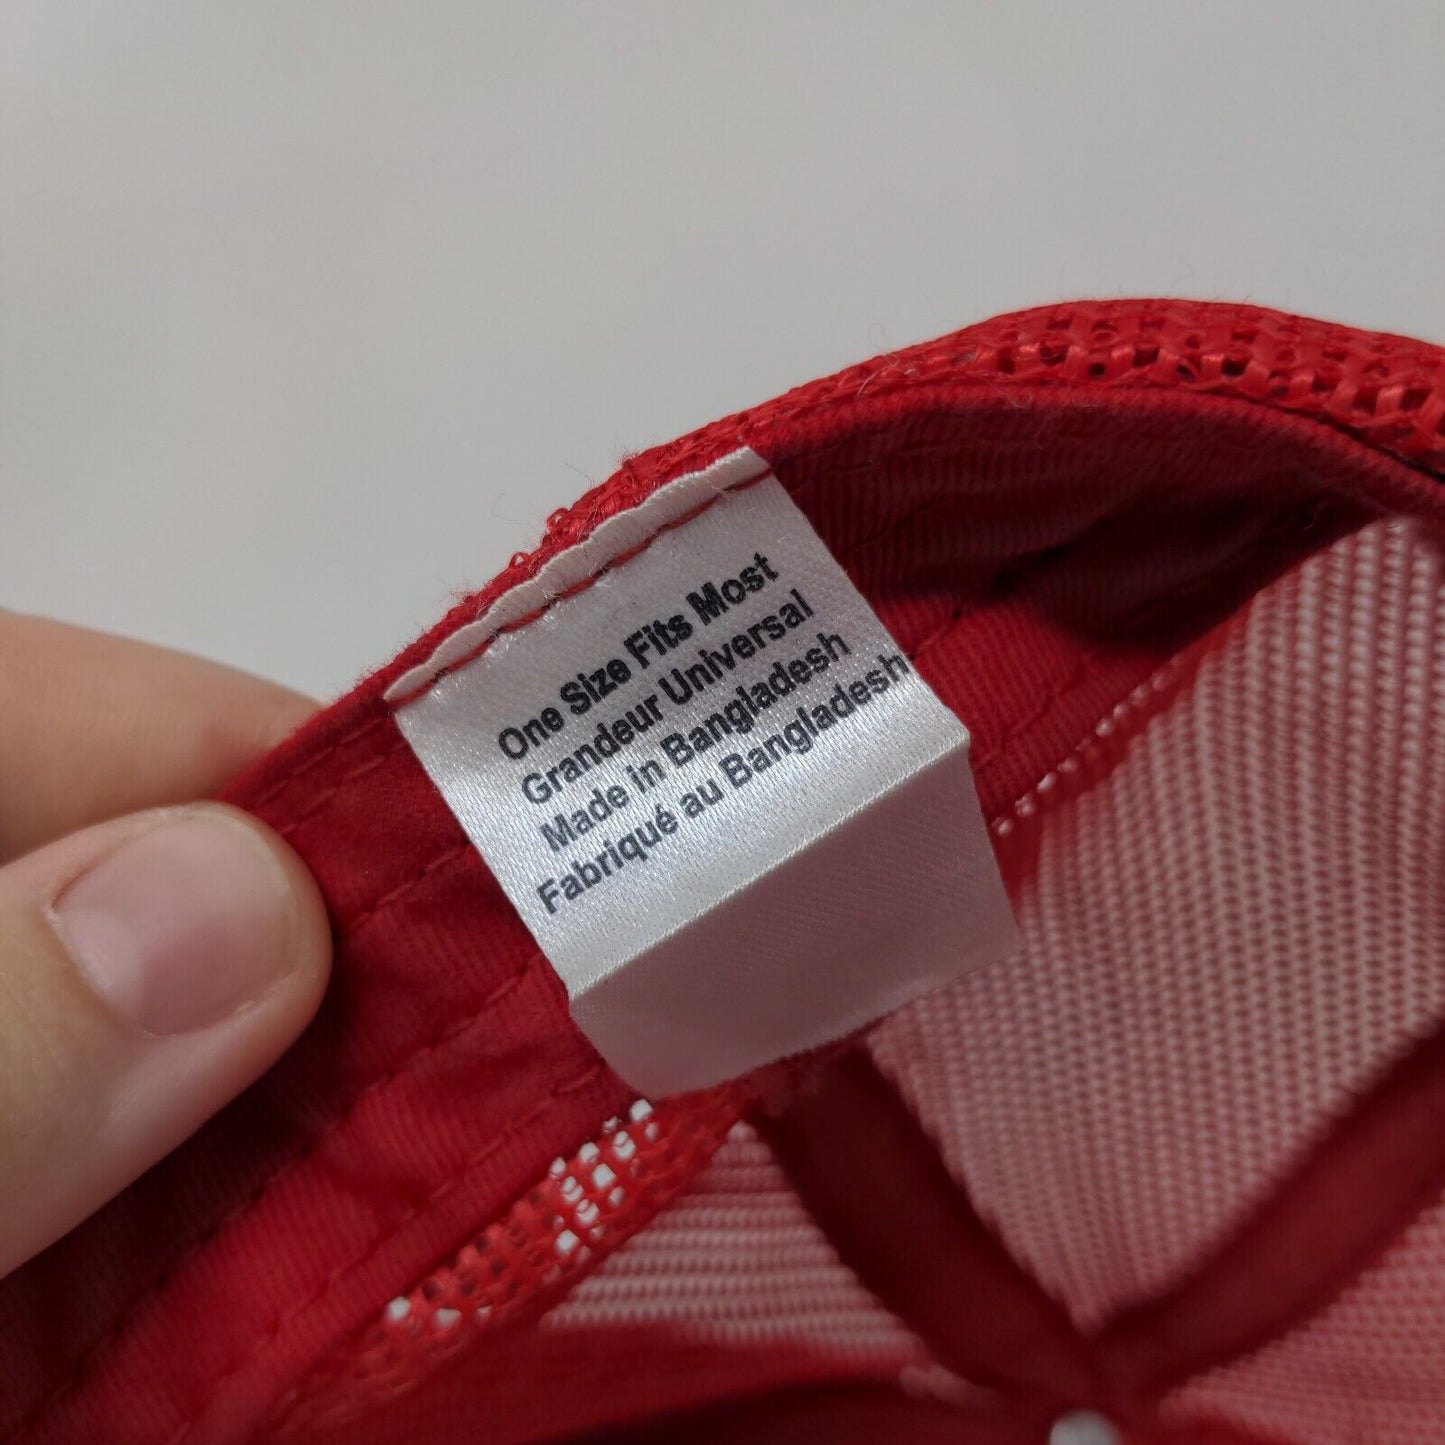 One Size Fits Most
Grandeur Universal
Made in Bangladesh
Fabriqué au Bangladesh